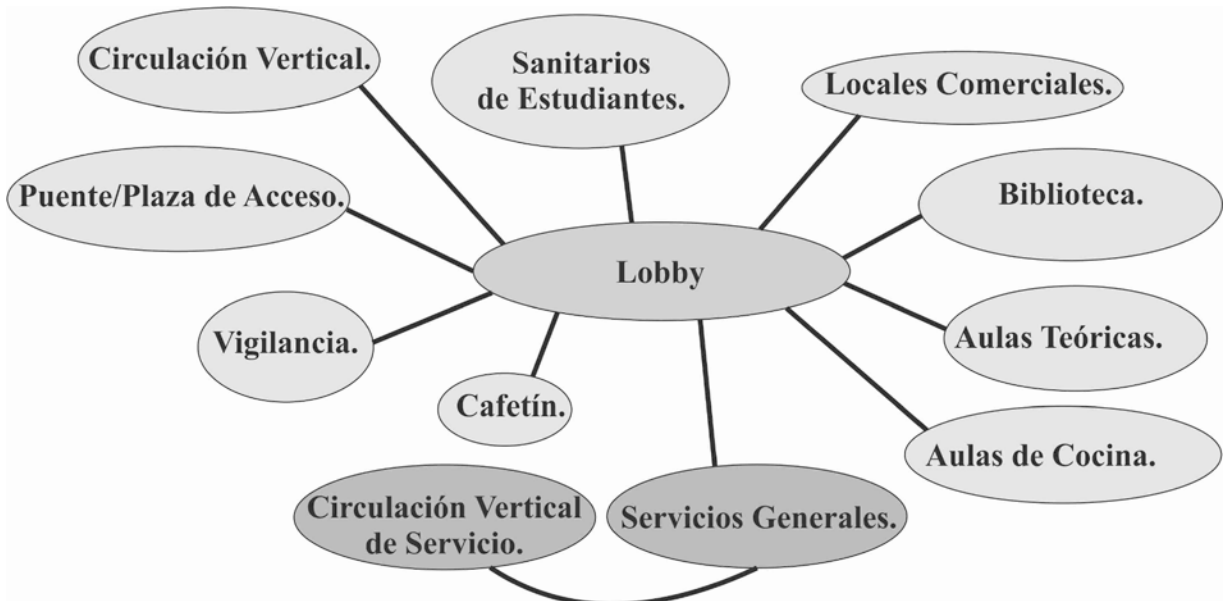 Circulación Vertical.
Sanitarios
de Estudiantes.
Locales Comerciales.
Puente/Plaza de Acceso.
Biblioteca.
Lobby
Vigilancia.
Aulas Teóricas.
Cafetín.
Aulas de Cocina.
Circulación Vertical
de Servicio.
Servicios Generales.